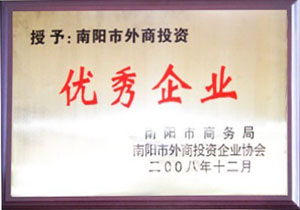 授予:南阳市外商投资
优秀企业
南阳市商务局
南阳市外商投资企业协会
二〇〇八年十二月